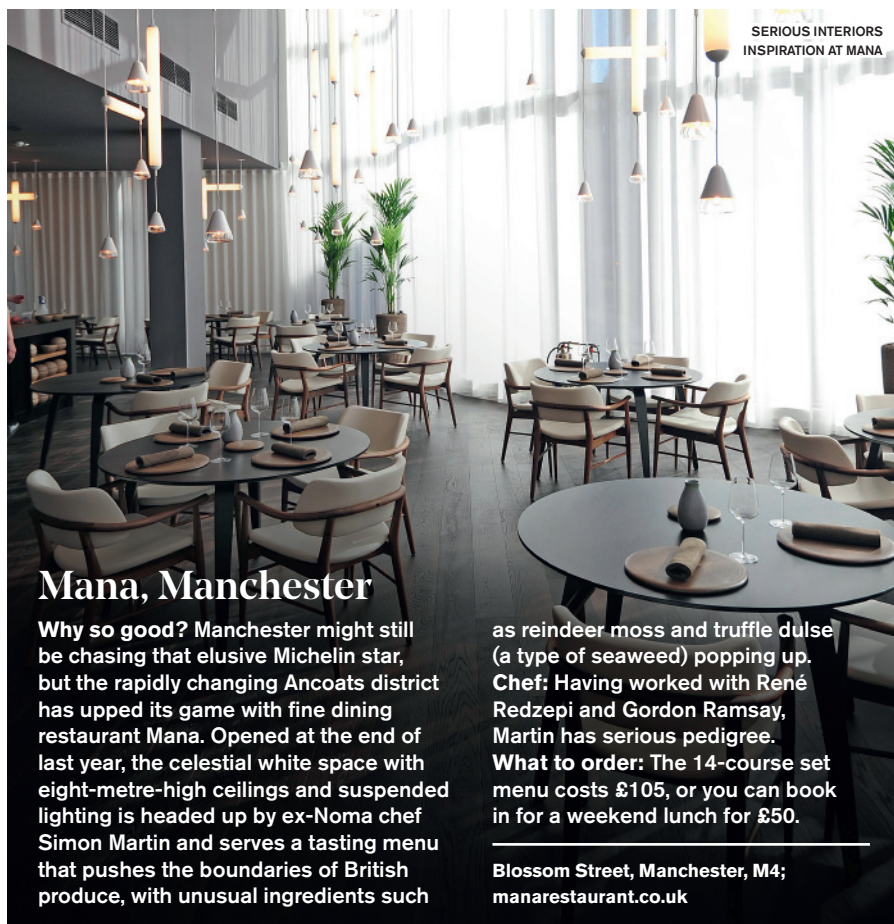 SERIOUS INTERIORS
INSPIRATION AT MANA
Mana, Manchester
Why so good? Manchester might still
be chasing that elusive Michelin star,
but the rapidly changing Ancoats district
has upped its game with fine dining
restaurant Mana. Opened at the end of
last year, the celestial white space with
eight-metre-high ceilings and suspended
lighting is headed up by ex-Noma chef
Simon Martin and serves a tasting menu
that pushes the boundaries of British
produce, with unusual ingredients such
as reindeer moss and truffle dulse
(a type of seaweed) popping up.
Chef: Having worked with René
Redzepi and Gordon Ramsay,
Martin has serious pedigree.
What to order: The 14-course set
menu costs £105, or you can book
in for a weekend lunch for £50.
Blossom Street, Manchester, M4;
manarestaurant.co.uk